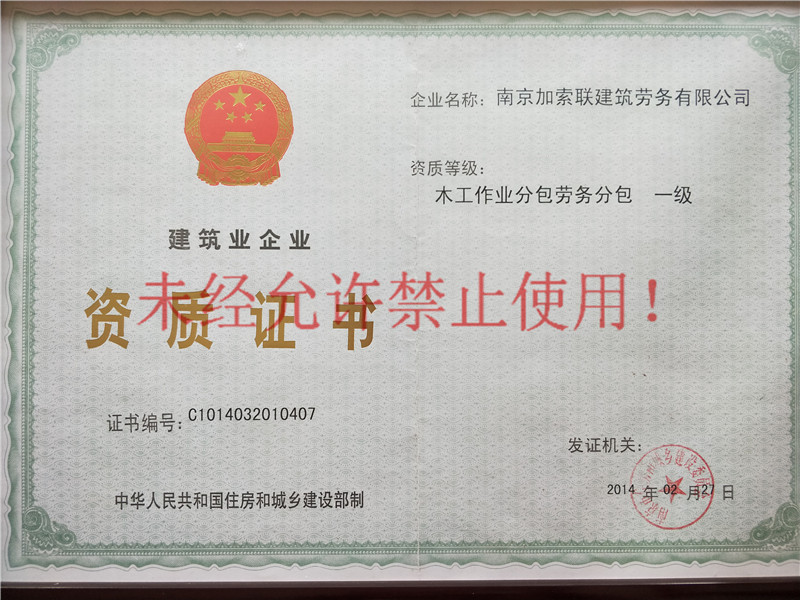 建筑业企业
资质证书
证书编号：C1014032010407
中华人民共和国住房和城乡建设部制
企业名称：南京加索联建筑劳务有限公司
资质等级：
木工作业分包劳务分包 一级
发证机关：
2014 年 02 月 27 日
未经允许禁止使用！